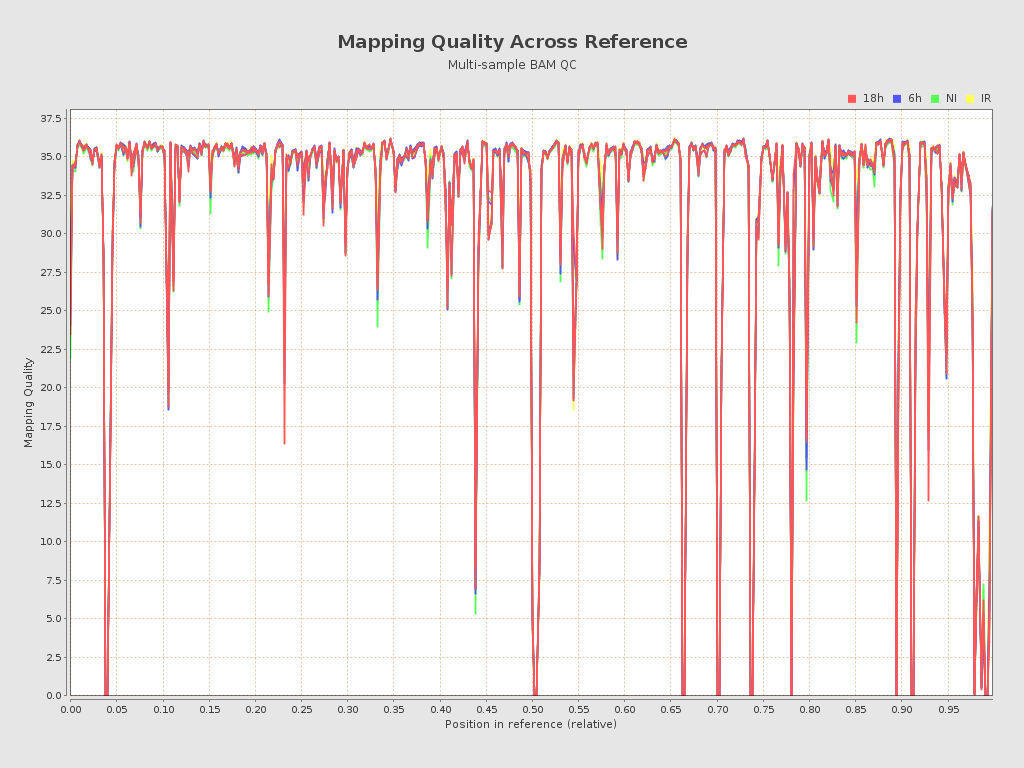 Mapping Quality Across Reference
Multi-sample BAM QC
18h 6h NI IR
37.5
35.0
32.5
30.0
27.5
25.0
22.5
20.0
17.5
15.0
12.5
10.0
7.5
5.0
2.5
0.0
Mapping Quality
0.00 0.05 0.10 0.15 0.20 0.25 0.30 0.35 0.40 0.45 0.50 0.55 0.60 0.65 0.70 0.75 0.80 0.85 0.90 0.95
Position in reference (relative)